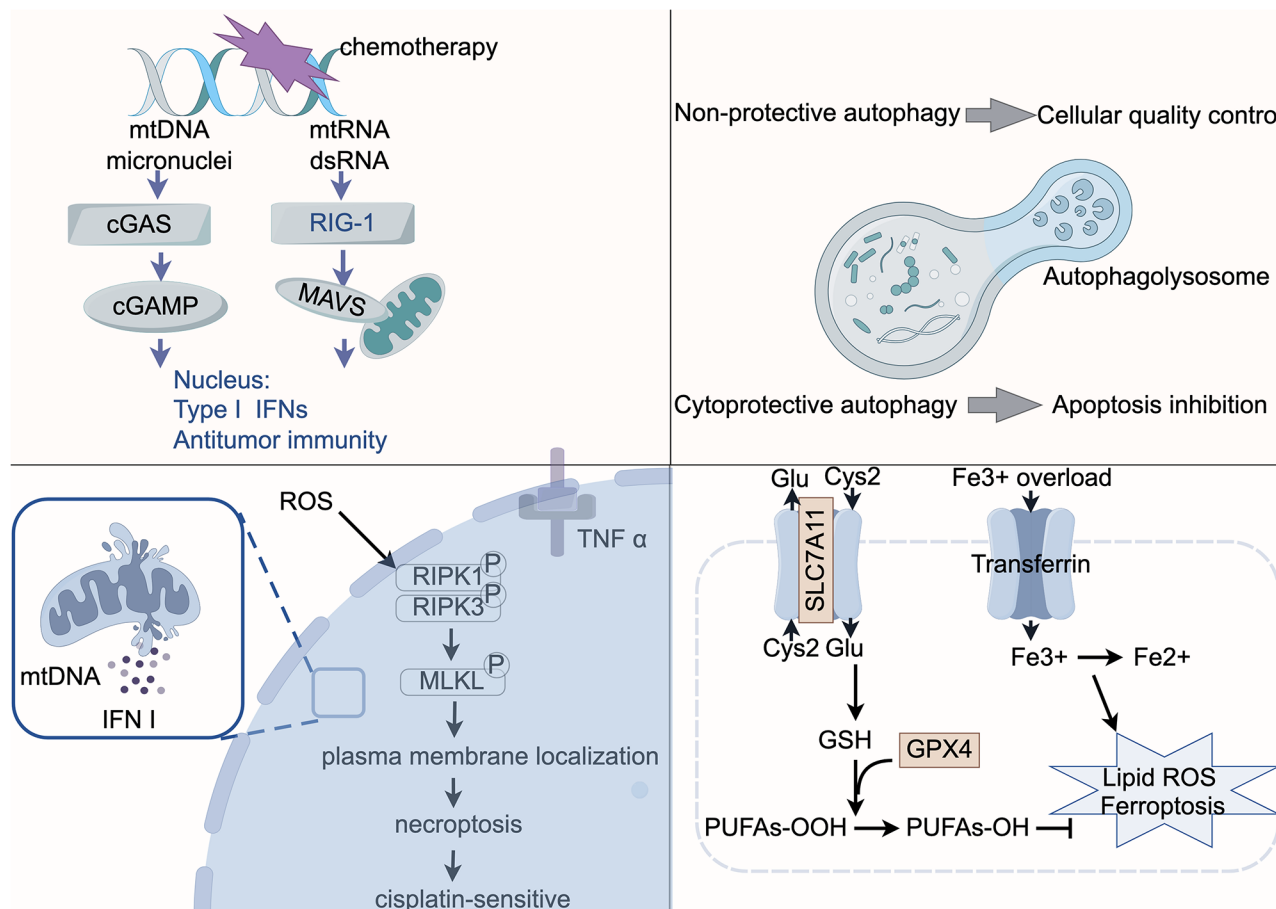 chemotherapy
mtDNA
micronuclei
mtRNA
dsRNA
cGAS
RIG-1
cGAMP
MAVS
Nucleus:
Type I IFNs
Antitumor immunity
Non-protective autophagy
Cellular quality contro
Autophagolysosome
Cytoprotective autophagy
Apoptosis inhibition
mtDNA
IFN I
ROS
TNF α
RIPK1
P
RIPK3
P
MLKL
P
plasma membrane localization
necroptosis
cisplatin-sensitive
Glu
Cys2
SLC7A11
Cys2
Glu
GSH
GPX4
PUFAs-OOH
PUFAs-OH
Fe3+ overload
Transferrin
Fe3+
Fe2+
Lipid ROS
Ferroptosis